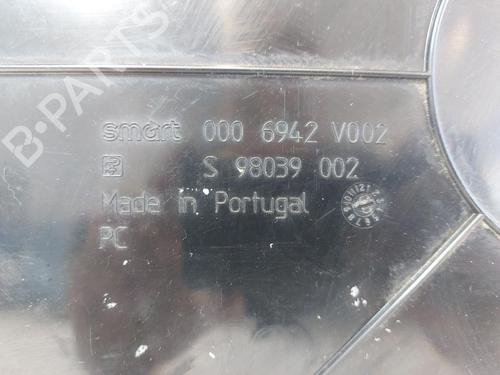 B-PARTS
smart 000 6942 V002
S 98039 002
Made in Portugal
PC